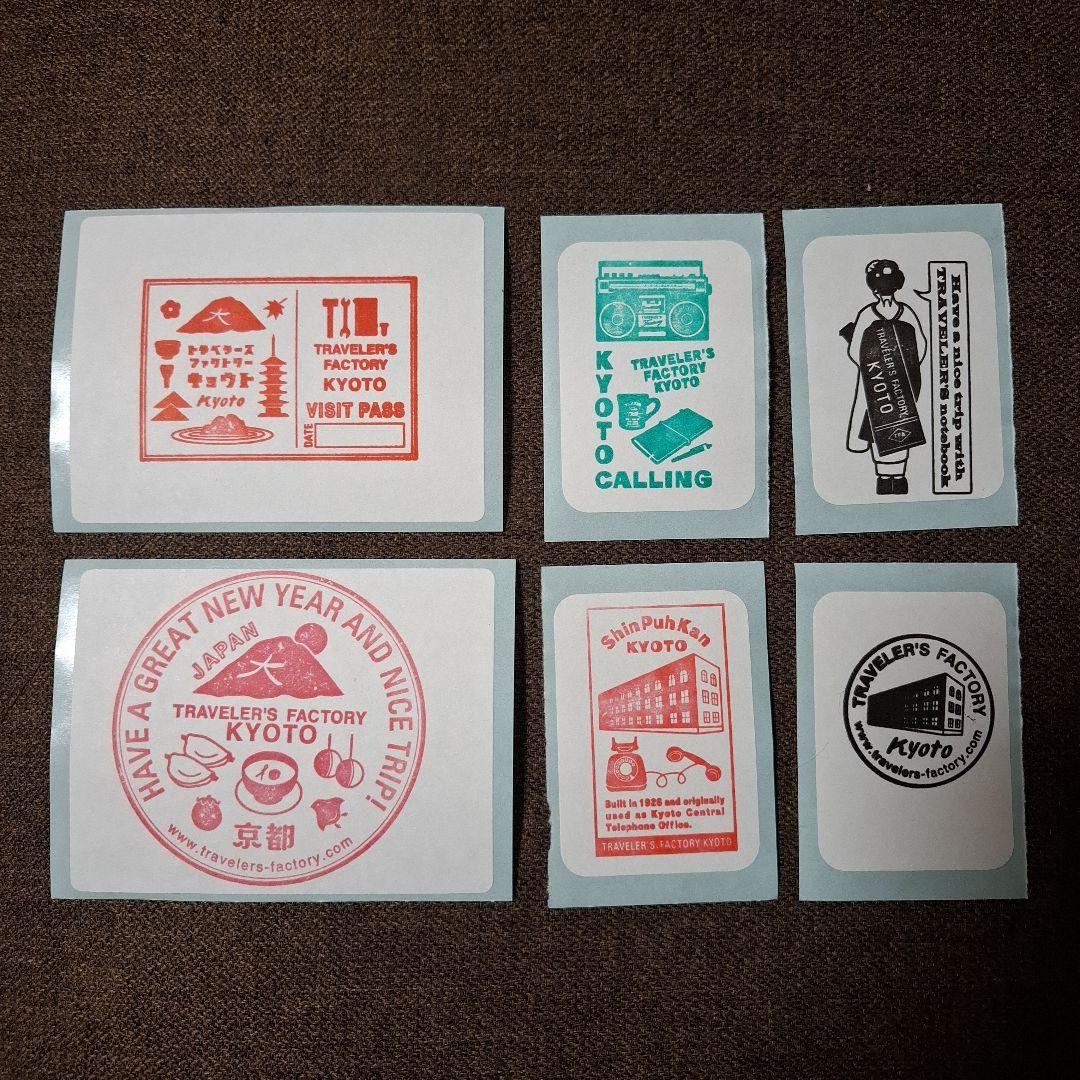 大
トラベラーズ
ファクトリー
キョウト
Kyoto
TRAVELER'S
FACTORY
KYOTO
VISIT PASS
DATE
TRAVELER'S
FACTORY
KYOTO
KYOTO
CALLING
Have a nice trip with
TRAVELER'S notebook
TRAVELER'S FACTORY
KYOTO
HAVE A GREAT NEW YEAR AND NICE TRIP!
JAPAN
大
TRAVELER'S FACTORY
KYOTO
京都
www.travelers-factory.com
ShinPuhKan
KYOTO
Built in 1926 and originally
used as Kyoto Central
Telephone Office.
TRAVELER'S FACTORY KYOTO
TRAVELER'S FACTORY
Kyoto
www.travelers-factory.com